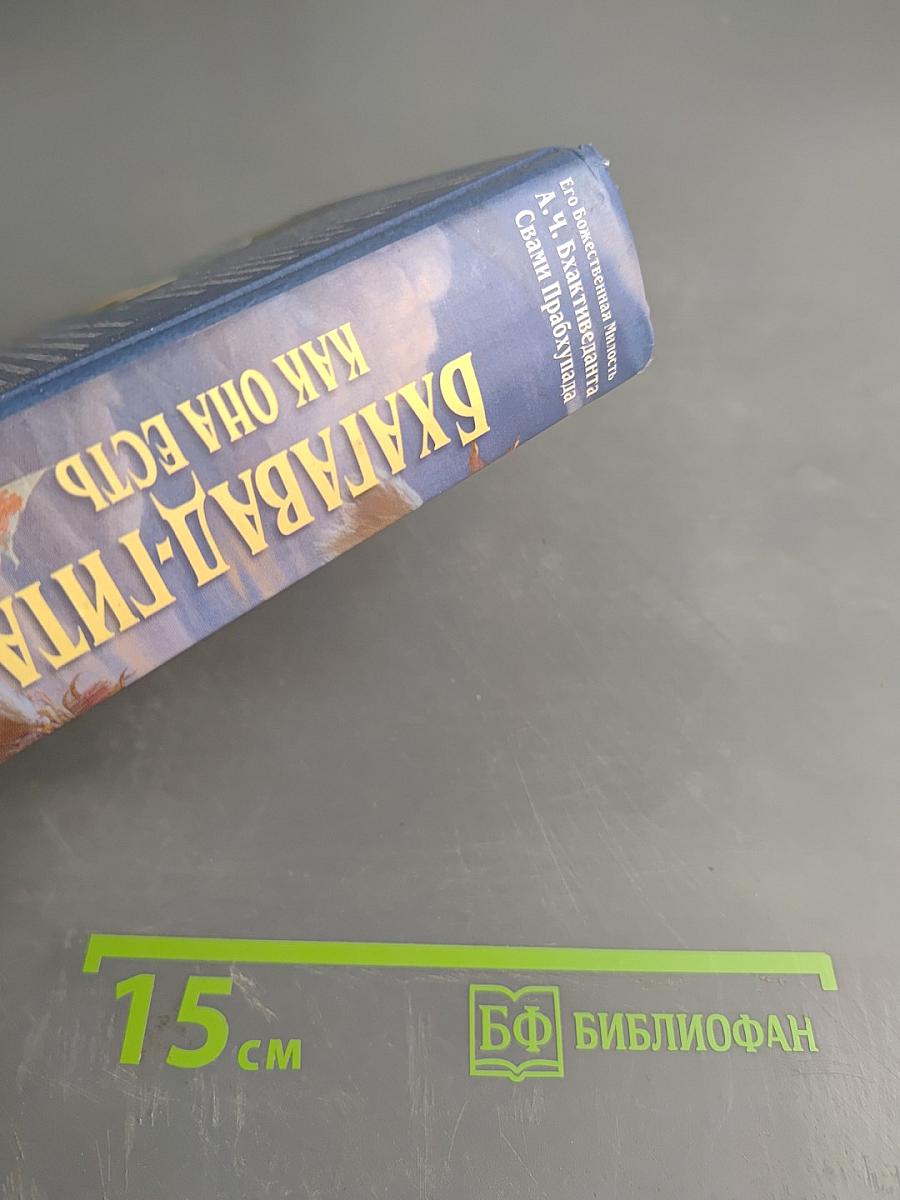 Его Божественная Милость
А. Ч. Бхактиведанта
Свами Прабхупада
БХАГАВАД-ГИТА
КАК ОНА ЕСТЬ
15 см
БФ БИБЛИОФАН